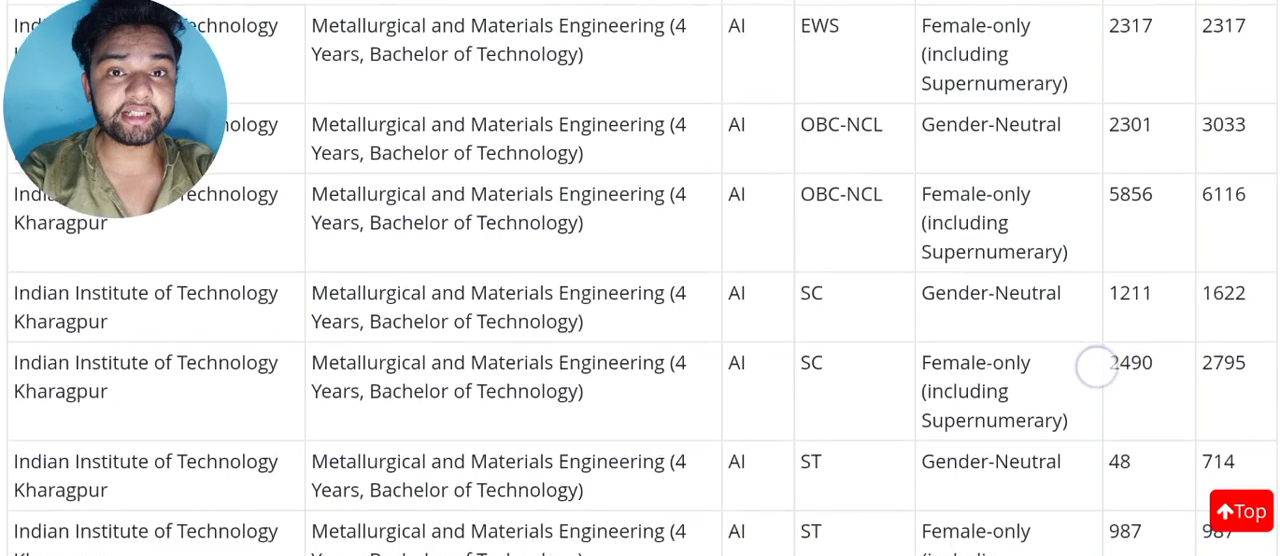 Ind echnology Metallurgical and Materials Engineering (4 AI EWS Female-only 2317 2317
Years, Bachelor of Technology) (including
Supernumerary)
nology Metallurgical and Materials Engineering (4 AI OBC-NCL Gender-Neutral 2301 3033
Years, Bachelor of Technology)
India echnology Metallurgical and Materials Engineering (4 AI OBC-NCL Female-only 5856 6116
Kharagpur Years, Bachelor of Technology) (including
Supernumerary)
Indian Institute of Technology Metallurgical and Materials Engineering (4 AI SC Gender-Neutral 1211 1622
Kharagpur Years, Bachelor of Technology)
Indian Institute of Technology Metallurgical and Materials Engineering (4 AI SC Female-only 2490 2795
Kharagpur Years, Bachelor of Technology) (including
Supernumerary)
Indian Institute of Technology Metallurgical and Materials Engineering (4 AI ST Gender-Neutral 48 714
Kharagpur Years, Bachelor of Technology)
Top
Indian Institute of Technology Metallurgical and Materials Engineering (4 AI ST Female-only 987 987